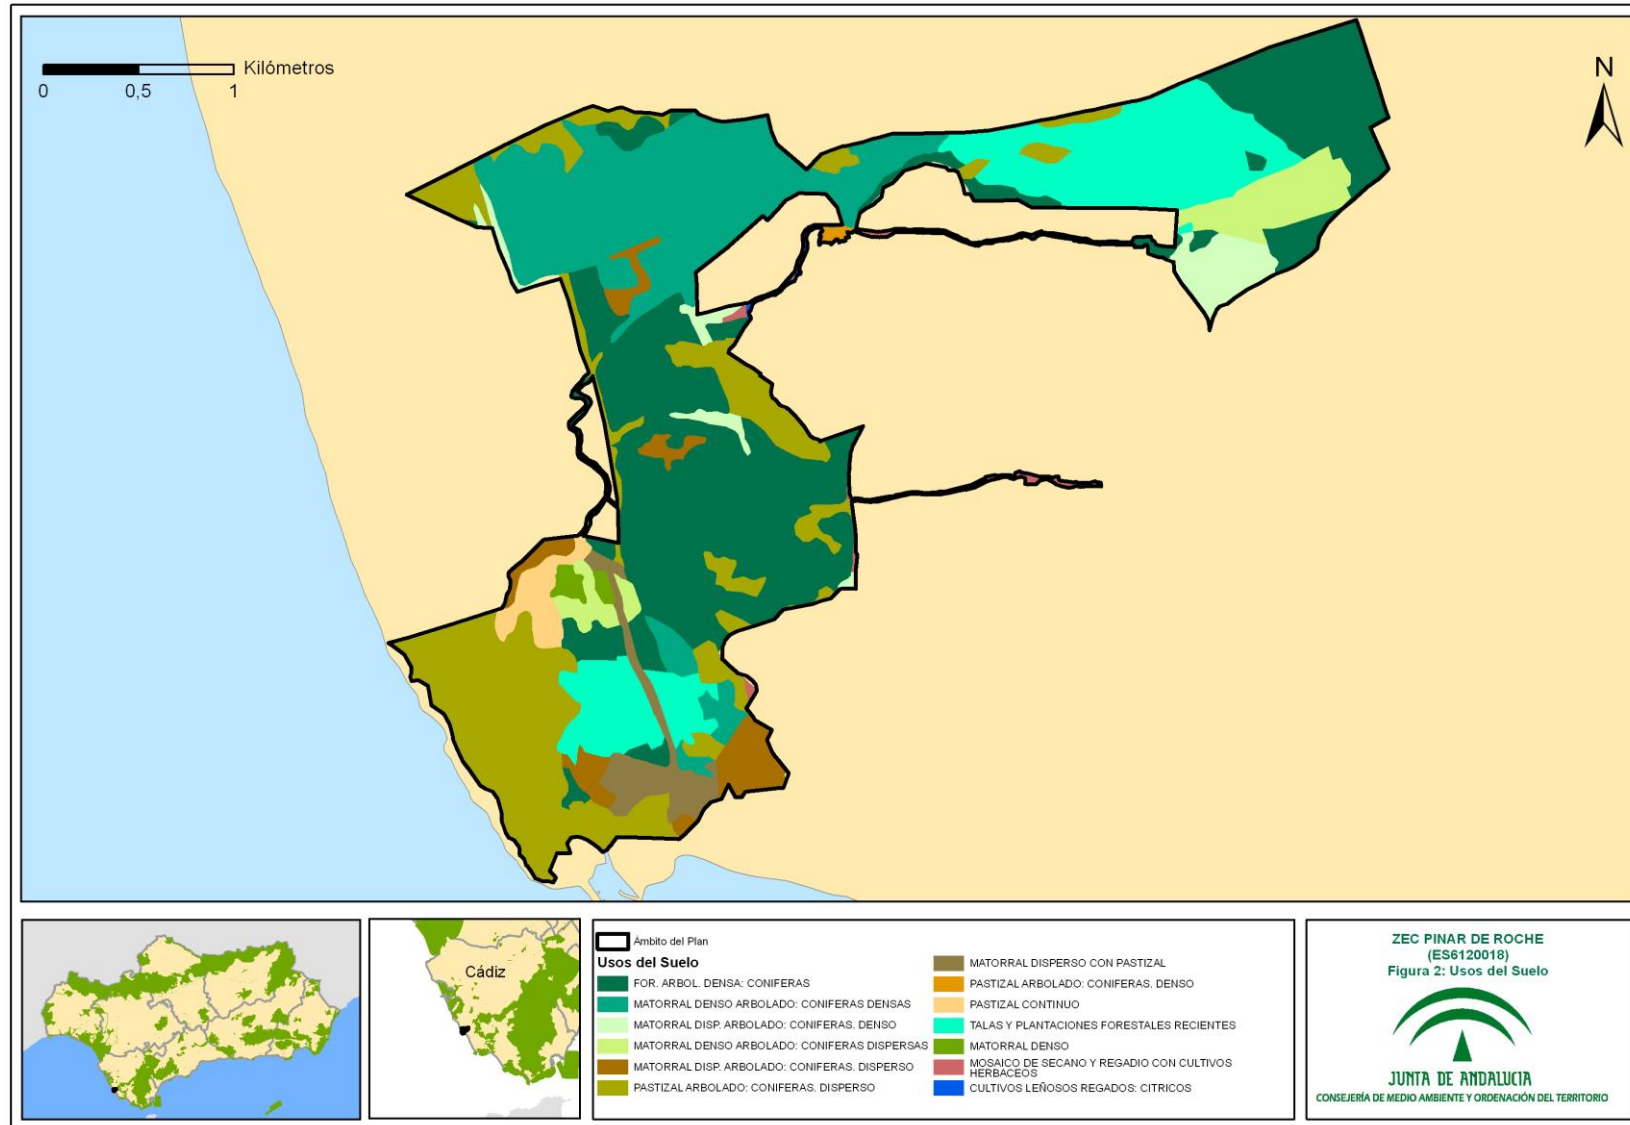 Kilómetros
0 0,5 1
N
Cádiz
Ámbito del Plan
Usos del Suelo
FOR. ARBOL. DENSA: CONIFERAS
MATORRAL DENSO ARBOLADO: CONIFERAS DENSAS
MATORRAL DISP. ARBOLADO: CONIFERAS. DENSO
MATORRAL DENSO ARBOLADO: CONIFERAS DISPERSAS
MATORRAL DISP. ARBOLADO: CONIFERAS. DISPERSO
PASTIZAL ARBOLADO: CONIFERAS. DISPERSO
MATORRAL DISPERSO CON PASTIZAL
PASTIZAL ARBOLADO: CONIFERAS. DENSO
PASTIZAL CONTINUO
TALAS Y PLANTACIONES FORESTALES RECIENTES
MATORRAL DENSO
MOSAICO DE SECANO Y REGADIO CON CULTIVOS
HERBACEOS
CULTIVOS LEÑOSOS REGADOS: CITRICOS
ZEC PINAR DE ROCHE
(ES6120018)
Figura 2: Usos del Suelo
JUNTA DE ANDALUCIA
CONSEJERÍA DE MEDIO AMBIENTE Y ORDENACIÓN DEL TERRITORIO